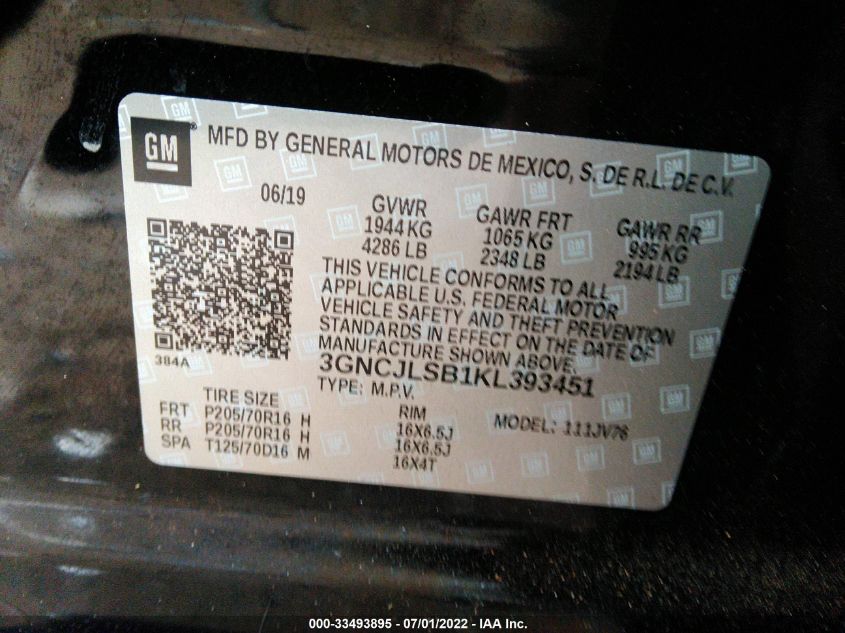 GM ® MFD BY GENERAL MOTORS DE MEXICO, S. DE R.L. DE C.V.
06/19 GVWR GAWR FRT GAWR RR
1944 KG 1065 KG 995 KG
4286 LB 2348 LB 2194 LB
THIS VEHICLE CONFORMS TO ALL
APPLICABLE U.S. FEDERAL MOTOR
VEHICLE SAFETY AND THEFT PREVENTION
STANDARDS IN EFFECT ON THE DATE OF
MANUFACTURE SHOWN ABOVE.
384A
3GNCJLSB1KL393451
TYPE: M.P.V.
TIRE SIZE RIM MODEL: 111JV76
FRT P205/70R16 H 16X6.5J
RR P205/70R16 H 16X6.5J
SPA T125/70D16 M 16X4T
000-33493895 - 07/01/2022 - IAA Inc.